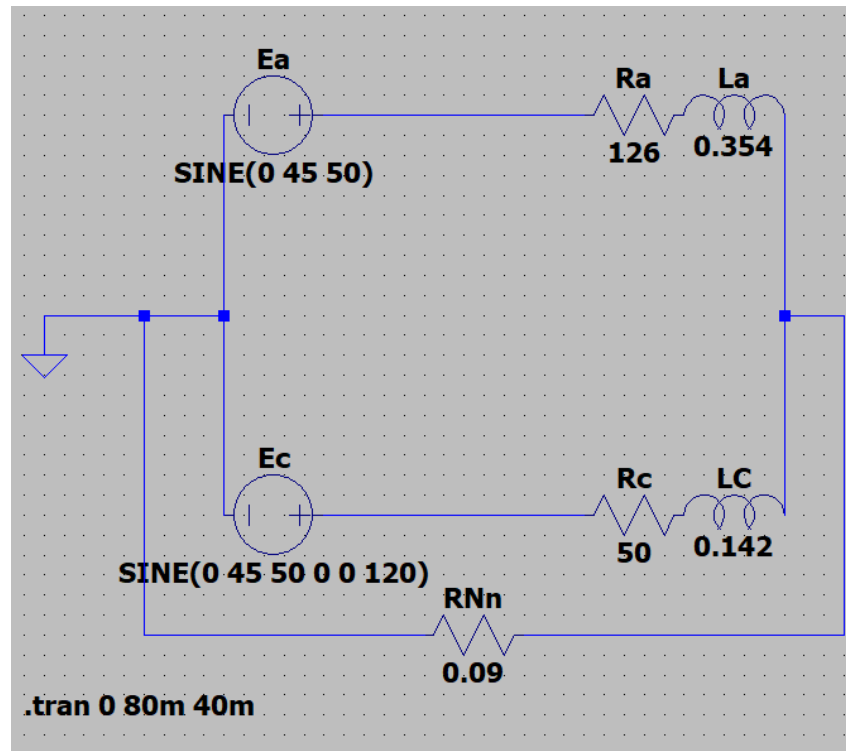 Ea
SINE(0 45 50)
Ra
126
La
0.354
Ec
SINE(0 45 50 0 0 120)
Rc
50
LC
0.142
RNn
0.09
.tran 0 80m 40m